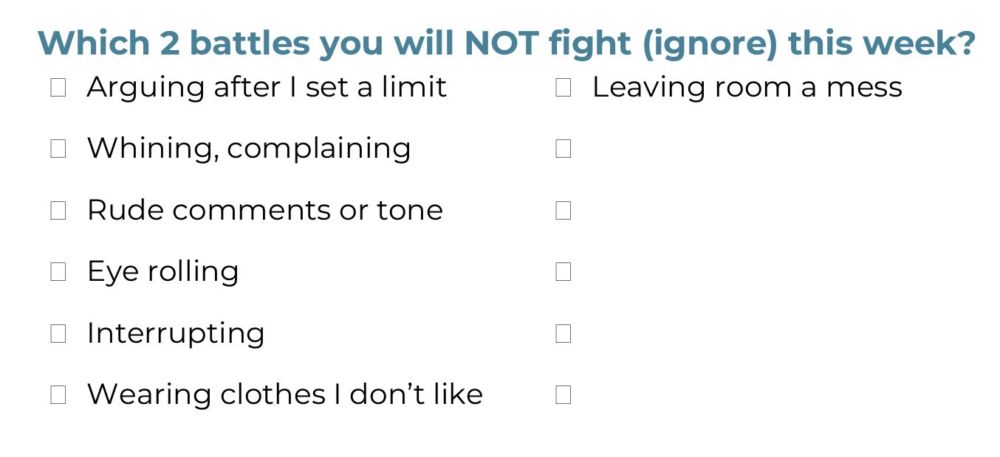 Which 2 battles you will NOT fight (ignore) this week?
Arguing after I set a limit
Whining, complaining
Rude comments or tone
Eye rolling
Interrupting
Wearing clothes I don’t like
Leaving room a mess